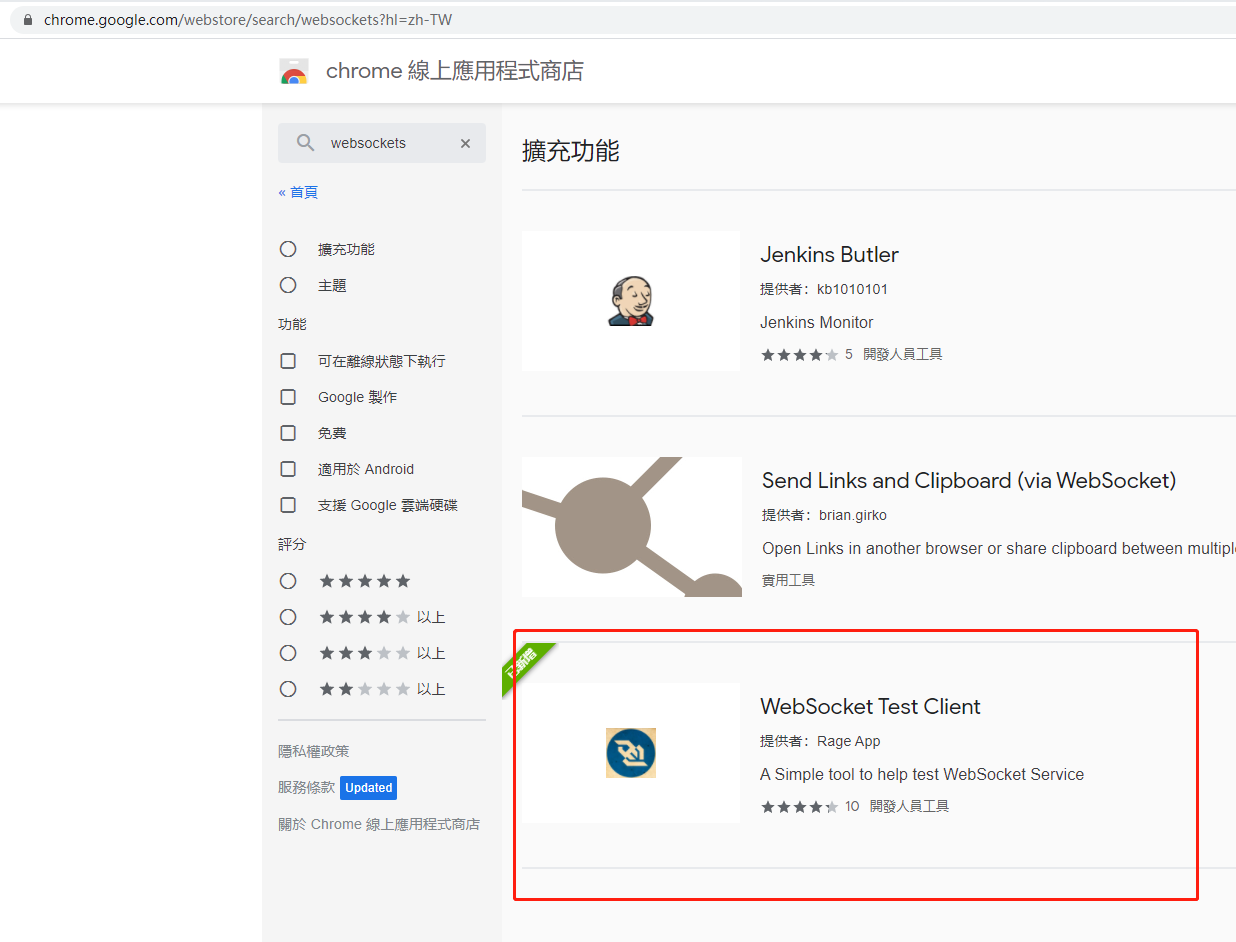 chrome.google.com/webstore/search/websockets?hl=zh-TW
chrome 線上應用程式商店
websockets
« 首頁
擴充功能
主題
功能
可在離線狀態下執行
Google 製作
免費
適用於 Android
支援 Google 雲端硬碟
評分
以上
以上
以上
隱私權政策
服務條款 Updated
關於 Chrome 線上應用程式商店
擴充功能
Jenkins Butler
提供者：kb1010101
Jenkins Monitor
5 開發人員工具
Send Links and Clipboard (via WebSocket)
提供者：brian.girko
Open Links in another browser or share clipboard between
實用工具
已新增
WebSocket Test Client
提供者：Rage App
A Simple tool to help test WebSocket Service
10 開發人員工具